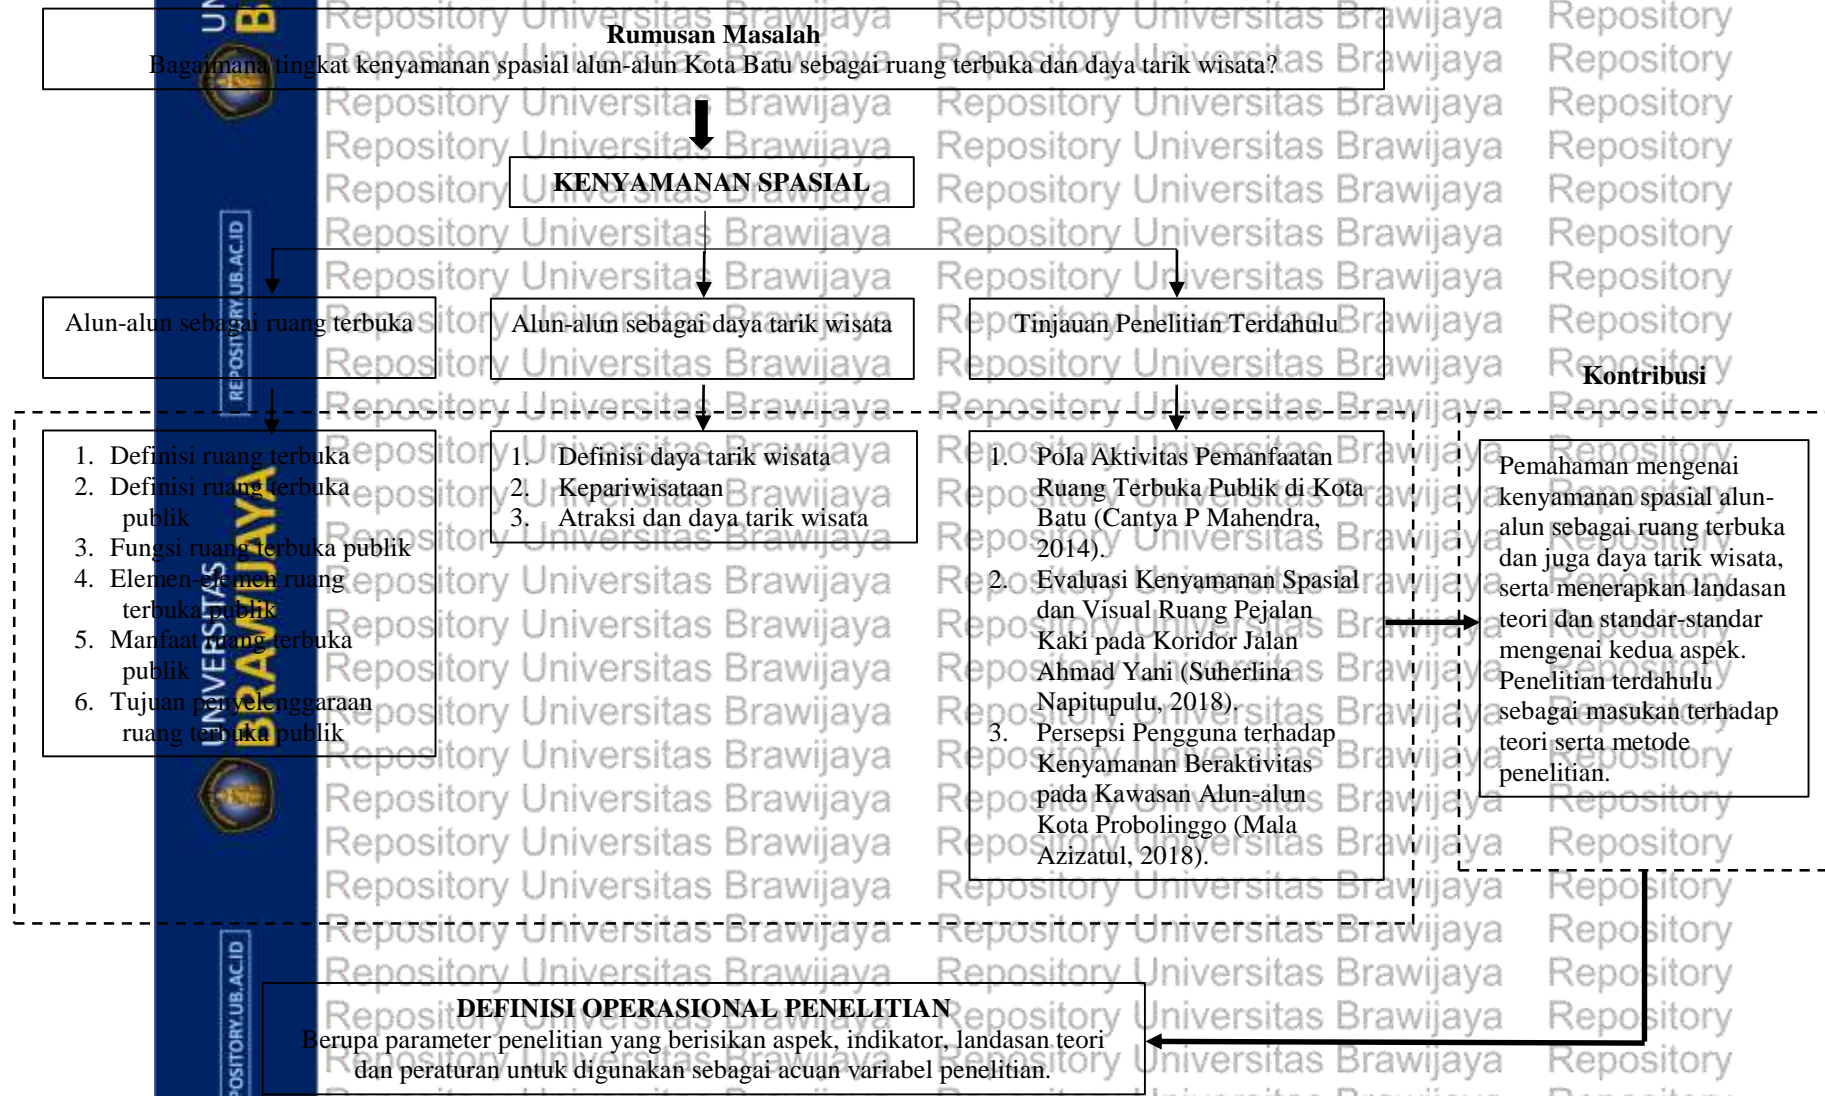 Rumusan Masalah
Bagaimana tingkat kenyamanan spasial alun-alun Kota Batu sebagai ruang terbuka dan daya tarik wisata?
KENYAMANAN SPASIAL
Alun-alun sebagai ruang terbuka
Alun-alun sebagai daya tarik wisata
Tinjauan Penelitian Terdahulu
1. Definisi ruang terbuka
2. Definisi ruang terbuka
publik
3. Fungsi ruang terbuka publik
4. Elemen-elemen ruang
terbuka publik
5. Manfaat ruang terbuka
publik
6. Tujuan penyelenggaraan
ruang terbuka publik
1. Definisi daya tarik wisata
2. Kepariwisataan
3. Atraksi dan daya tarik wisata
1. Pola Aktivitas Pemanfaatan
Ruang Terbuka Publik di Kota
Batu (Cantya P Mahendra,
2014).
2. Evaluasi Kenyamanan Spasial
dan Visual Ruang Pejalan
Kaki pada Koridor Jalan
Ahmad Yani (Suherlina
Napitupulu, 2018).
3. Persepsi Pengguna terhadap
Kenyamanan Beraktivitas
pada Kawasan Alun-alun
Kota Probolinggo (Mala
Azizatul, 2018).
Kontribusi
Pemahaman mengenai
kenyamanan spasial alun-
alun sebagai ruang terbuka
dan juga daya tarik wisata,
serta menerapkan landasan
teori dan standar-standar
mengenai kedua aspek.
Penelitian terdahulu
sebagai masukan terhadap
teori serta metode
penelitian.
DEFINISI OPERASIONAL PENELITIAN
Berupa parameter penelitian yang berisikan aspek, indikator, landasan teori
dan peraturan untuk digunakan sebagai acuan variabel penelitian.
REPOSITORY.UB.AC.ID
UNIVERSITAS
BRAWIJAYA
Repository Universitas Brawijaya Repository Universitas Brawijaya Repository